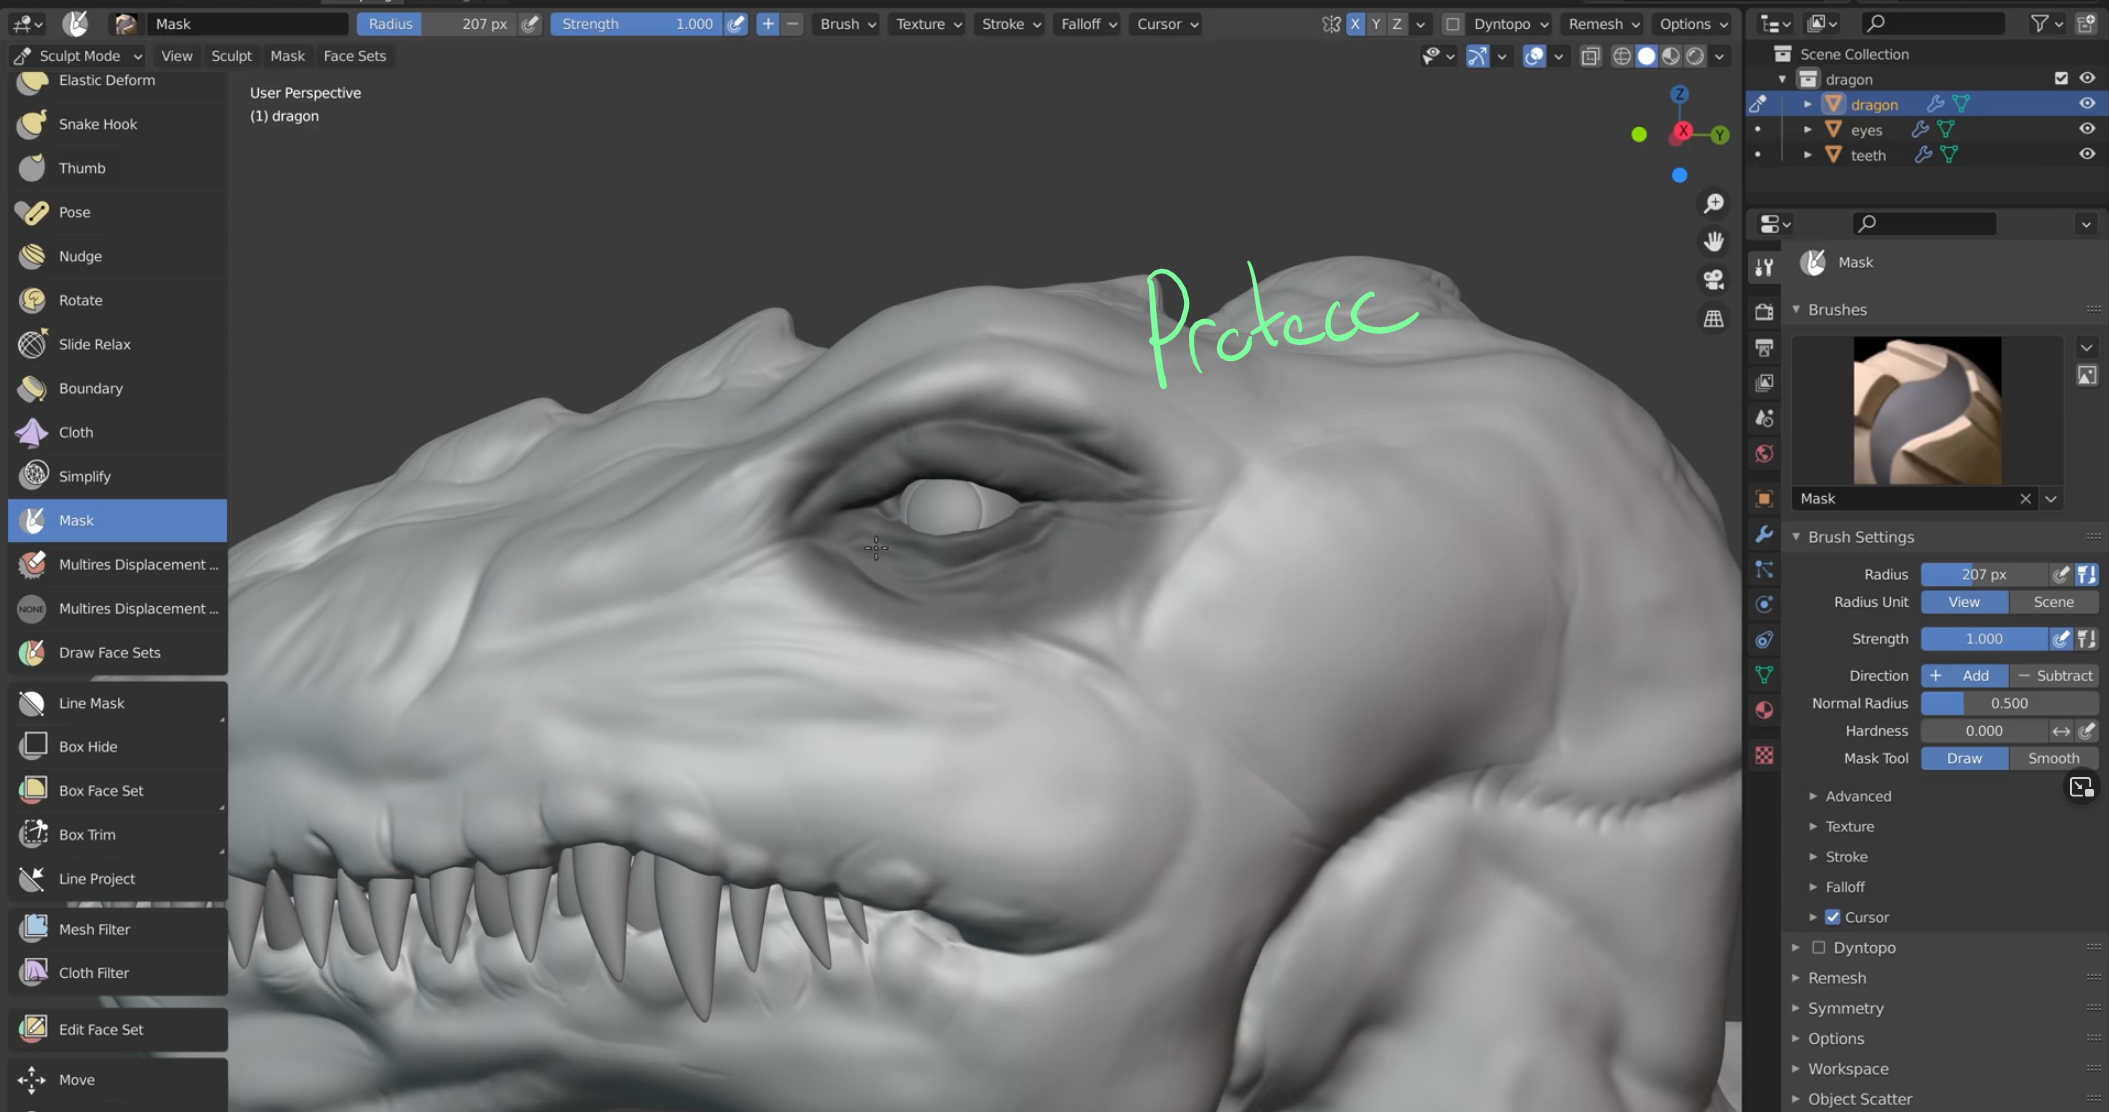 Mask
Radius 207 px
Strength 1.000
+ −
Brush
Texture
Stroke
Falloff
Cursor
X Y Z
Dyntopo
Remesh
Options
Sculpt Mode
View
Sculpt
Mask
Face Sets
Elastic Deform
Snake Hook
Thumb
Pose
Nudge
Rotate
Slide Relax
Boundary
Cloth
Simplify
Mask
Multires Displacement ...
NONE Multires Displacement ...
Draw Face Sets
Line Mask
Box Hide
Box Face Set
Box Trim
Line Project
Mesh Filter
Cloth Filter
Edit Face Set
Move
User Perspective
(1) dragon
Z
X
Y
Protecc
Scene Collection
dragon
dragon
eyes
teeth
Mask
Brushes
Mask
Brush Settings
Radius 207 px
Radius Unit View Scene
Strength 1.000
Direction + Add − Subtract
Normal Radius 0.500
Hardness 0.000
Mask Tool Draw Smooth
Advanced
Texture
Stroke
Falloff
Cursor
Dyntopo
Remesh
Symmetry
Options
Workspace
Object Scatter